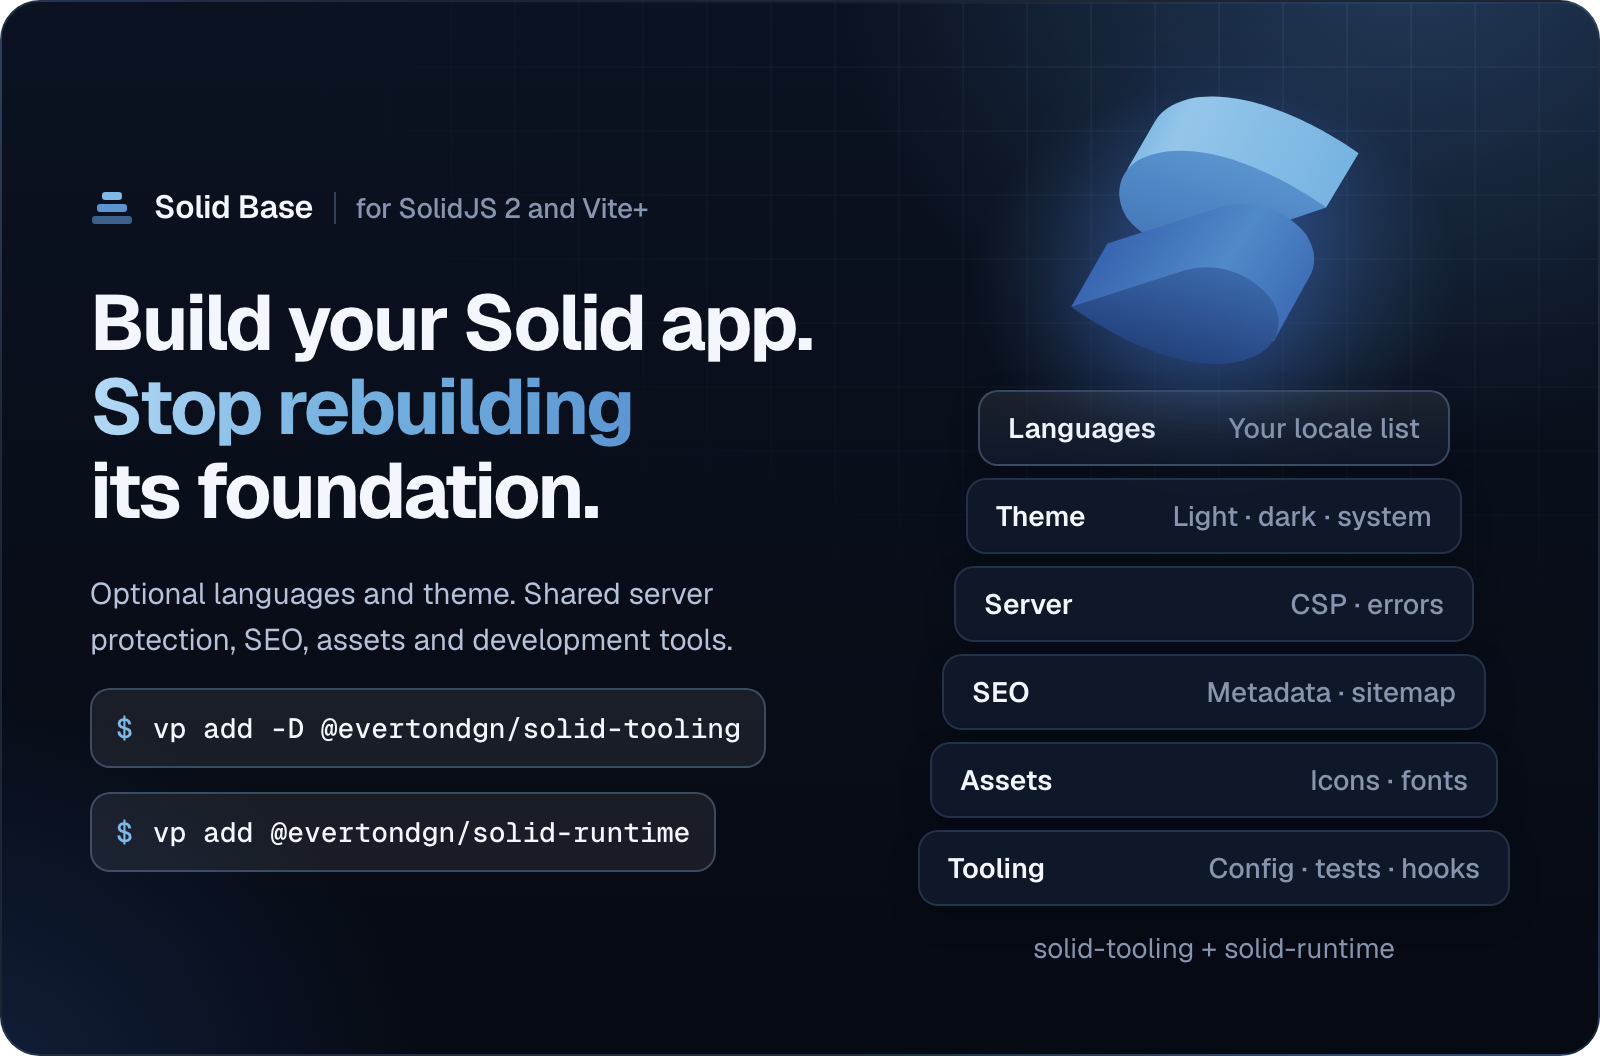 Solid Base
for SolidJS 2 and Vite+
Build your Solid app.
Stop rebuilding
its foundation.
Optional languages and theme. Shared server
protection, SEO, assets and development tools.
$ vp add -D @evertondgn/solid-tooling
$ vp add @evertondgn/solid-runtime
Languages Your locale list
Theme Light · dark · system
Server CSP · errors
SEO Metadata · sitemap
Assets Icons · fonts
Tooling Config · tests · hooks
solid-tooling + solid-runtime